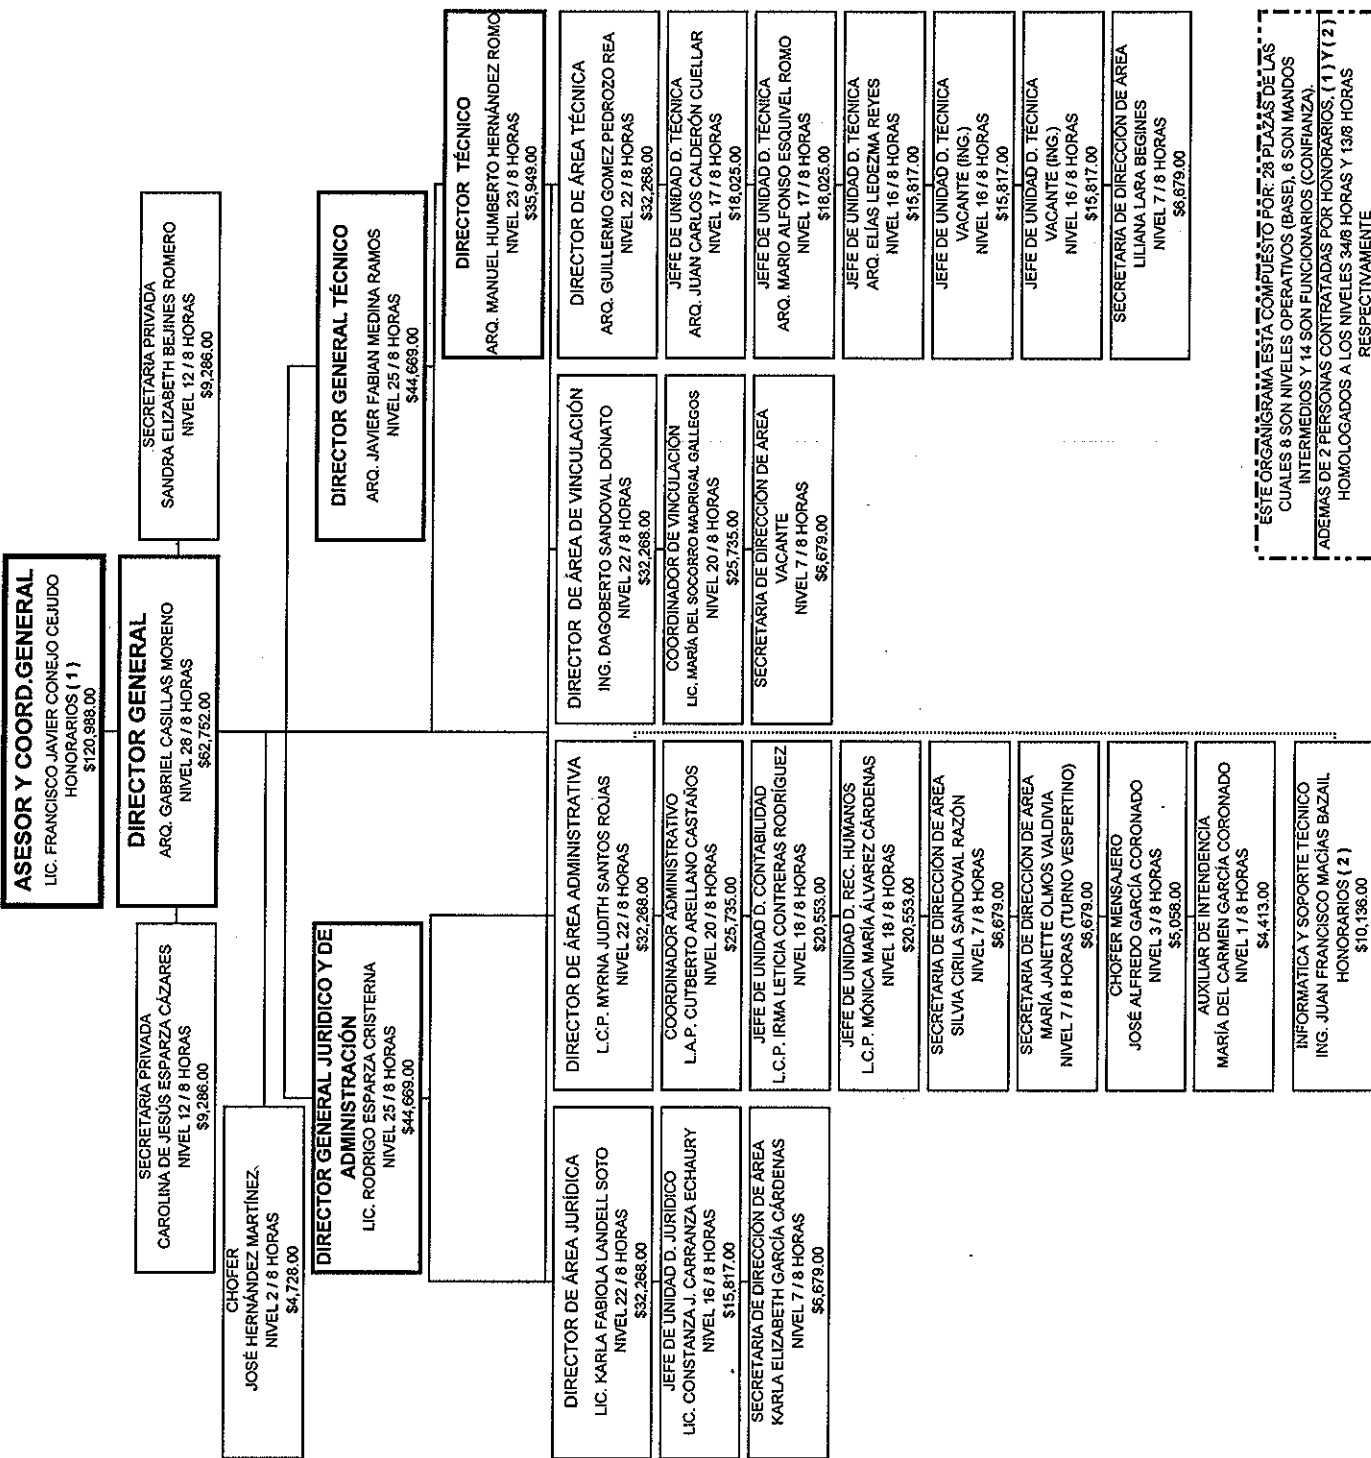 ASESOR Y COORD.GENERAL
LIC. FRANCISCO JAVIER CONEJO CEJUDO
HONORARIOS ( 1 )
$120,988.00
SECRETARIA PRIVADA
CAROLINA DE JESÚS ESPARZA CÁZARES
NIVEL 12 / 8 HORAS
$9,286.00
DIRECTOR GENERAL
ARQ. GABRIEL CASILLAS MORENO
NIVEL 28 / 8 HORAS
$62,752.00
SECRETARIA PRIVADA
SANDRA ELIZABETH BEJINES ROMERO
NIVEL 12 / 8 HORAS
$9,286.00
CHOFER
JOSÉ HERNÁNDEZ MARTÍNEZ
NIVEL 2 / 8 HORAS
$4,728.00
DIRECTOR GENERAL JURIDICO Y DE
ADMINISTRACIÓN
LIC. RODRIGO ESPARZA CRISTERNA
NIVEL 25 / 8 HORAS
$44,669.00
DIRECTOR GENERAL TÉCNICO
ARQ. JAVIER FABIAN MEDINA RAMOS
NIVEL 25 / 8 HORAS
$44,669.00
DIRECTOR TÉCNICO
ARQ. MANUEL HUMBERTO HERNÁNDEZ ROMO
NIVEL 23 / 8 HORAS
$35,949.00
DIRECTOR DE ÁREA JURÍDICA
LIC. KARLA FABIOLA LANDELL SOTO
NIVEL 22 / 8 HORAS
$32,268.00
JEFE DE UNIDAD D. JURÍDICO
LIC. CONSTANZA J. CARRANZA ECHAURY
NIVEL 16 / 8 HORAS
$15,817.00
SECRETARIA DE DIRECCIÓN DE ÁREA
KARLA ELIZABETH GARCÍA CÁRDENAS
NIVEL 7 / 8 HORAS
$6,679.00
DIRECTOR DE ÁREA ADMINISTRATIVA
L.C.P. MYRNA JUDITH SANTOS ROJAS
NIVEL 22 / 8 HORAS
$32,268.00
COORDINADOR ADMINISTRATIVO
L.A.P. CUTBERTO ARELLANO CASTAÑOS
NIVEL 20 / 8 HORAS
$25,735.00
JEFE DE UNIDAD D. CONTABILIDAD
L.C.P. IRMA LETICIA CONTRERAS RODRÍGUEZ
NIVEL 18 / 8 HORAS
$20,553.00
JEFE DE UNIDAD D. REC. HUMANOS
L.C.P. MÓNICA MARÍA ÁLVAREZ CÁRDENAS
NIVEL 18 / 8 HORAS
$20,553.00
SECRETARIA DE DIRECCIÓN DE ÁREA
SILVIA CIRILA SANDOVAL RAZÓN
NIVEL 7 / 8 HORAS
$6,679.00
SECRETARIA DE DIRECCIÓN DE AREA
MARÍA JANETTE OLMOS VALDIVIA
NIVEL 7 / 8 HORAS (TURNO VESPERTINO)
$6,679.00
CHOFER MENSAJERO
JOSÉ ALFREDO GARCÍA CORONADO
NIVEL 3 / 8 HORAS
$5,058.00
AUXILIAR DE INTENDENCIA
MARÍA DEL CARMEN GARCÍA CORONADO
NIVEL 1 / 8 HORAS
$4,413.00
INFORMATICA Y SOPORTE TÉCNICO
ING. JUAN FRANCISCO MACÍAS BAZAIL
HONORARIOS ( 2 )
$10,136.00
DIRECTOR DE ÁREA DE VINCULACIÓN
ING. DAGOBERTO SANDOVAL DONATO
NIVEL 22 / 8 HORAS
$32,268.00
COORDINADOR DE VINCULACIÓN
LIC. MARÍA DEL SOCORRO MADRIGAL GALLEGOS
NIVEL 20 / 8 HORAS
$25,735.00
SECRETARIA DE DIRECCIÓN DE AREA
VACANTE
NIVEL 7 / 8 HORAS
$6,679.00
DIRECTOR DE ÁREA TÉCNICA
ARQ. GUILLERMO GOMEZ PEDROZO REA
NIVEL 22 / 8 HORAS
$32,268.00
JEFE DE UNIDAD D. TÉCNICA
ARQ. JUAN CARLOS CALDERÓN CUELLAR
NIVEL 17 / 8 HORAS
$18,025.00
JEFE DE UNIDAD D. TÉCNICA
ARQ. MARIO ALFONSO ESQUIVEL ROMO
NIVEL 17 / 8 HORAS
$18,025.00
JEFE DE UNIDAD D. TÉCNICA
ARQ. ELÍAS LEDEZMA REYES
NIVEL 16 / 8 HORAS
$15,817.00
JEFE DE UNIDAD D. TÉCNICA
VACANTE (ING.)
NIVEL 16 / 8 HORAS
$15,817.00
JEFE DE UNIDAD D. TÉCNICA
VACANTE (ING.)
NIVEL 16 / 8 HORAS
$15,817.00
SECRETARIA DE DIRECCIÓN DE ÁREA
LILIANA LARA BEGINES
NIVEL 7 / 8 HORAS
$6,679.00
ESTE ORGANIGRAMA ESTA COMPUESTO POR: 28 PLAZAS DE LAS
CUALES 8 SON NIVELES OPERATIVOS (BASE), 6 SON MANDOS
INTERMEDIOS Y 14 SON FUNCIONARIOS (CONFIANZA).
ADEMAS DE 2 PERSONAS CONTRATADAS POR HONORARIOS, ( 1 ) Y ( 2 )
HOMOLOGADOS A LOS NIVELES 34/8 HORAS Y 13/8 HORAS
RESPECTIVAMENTE